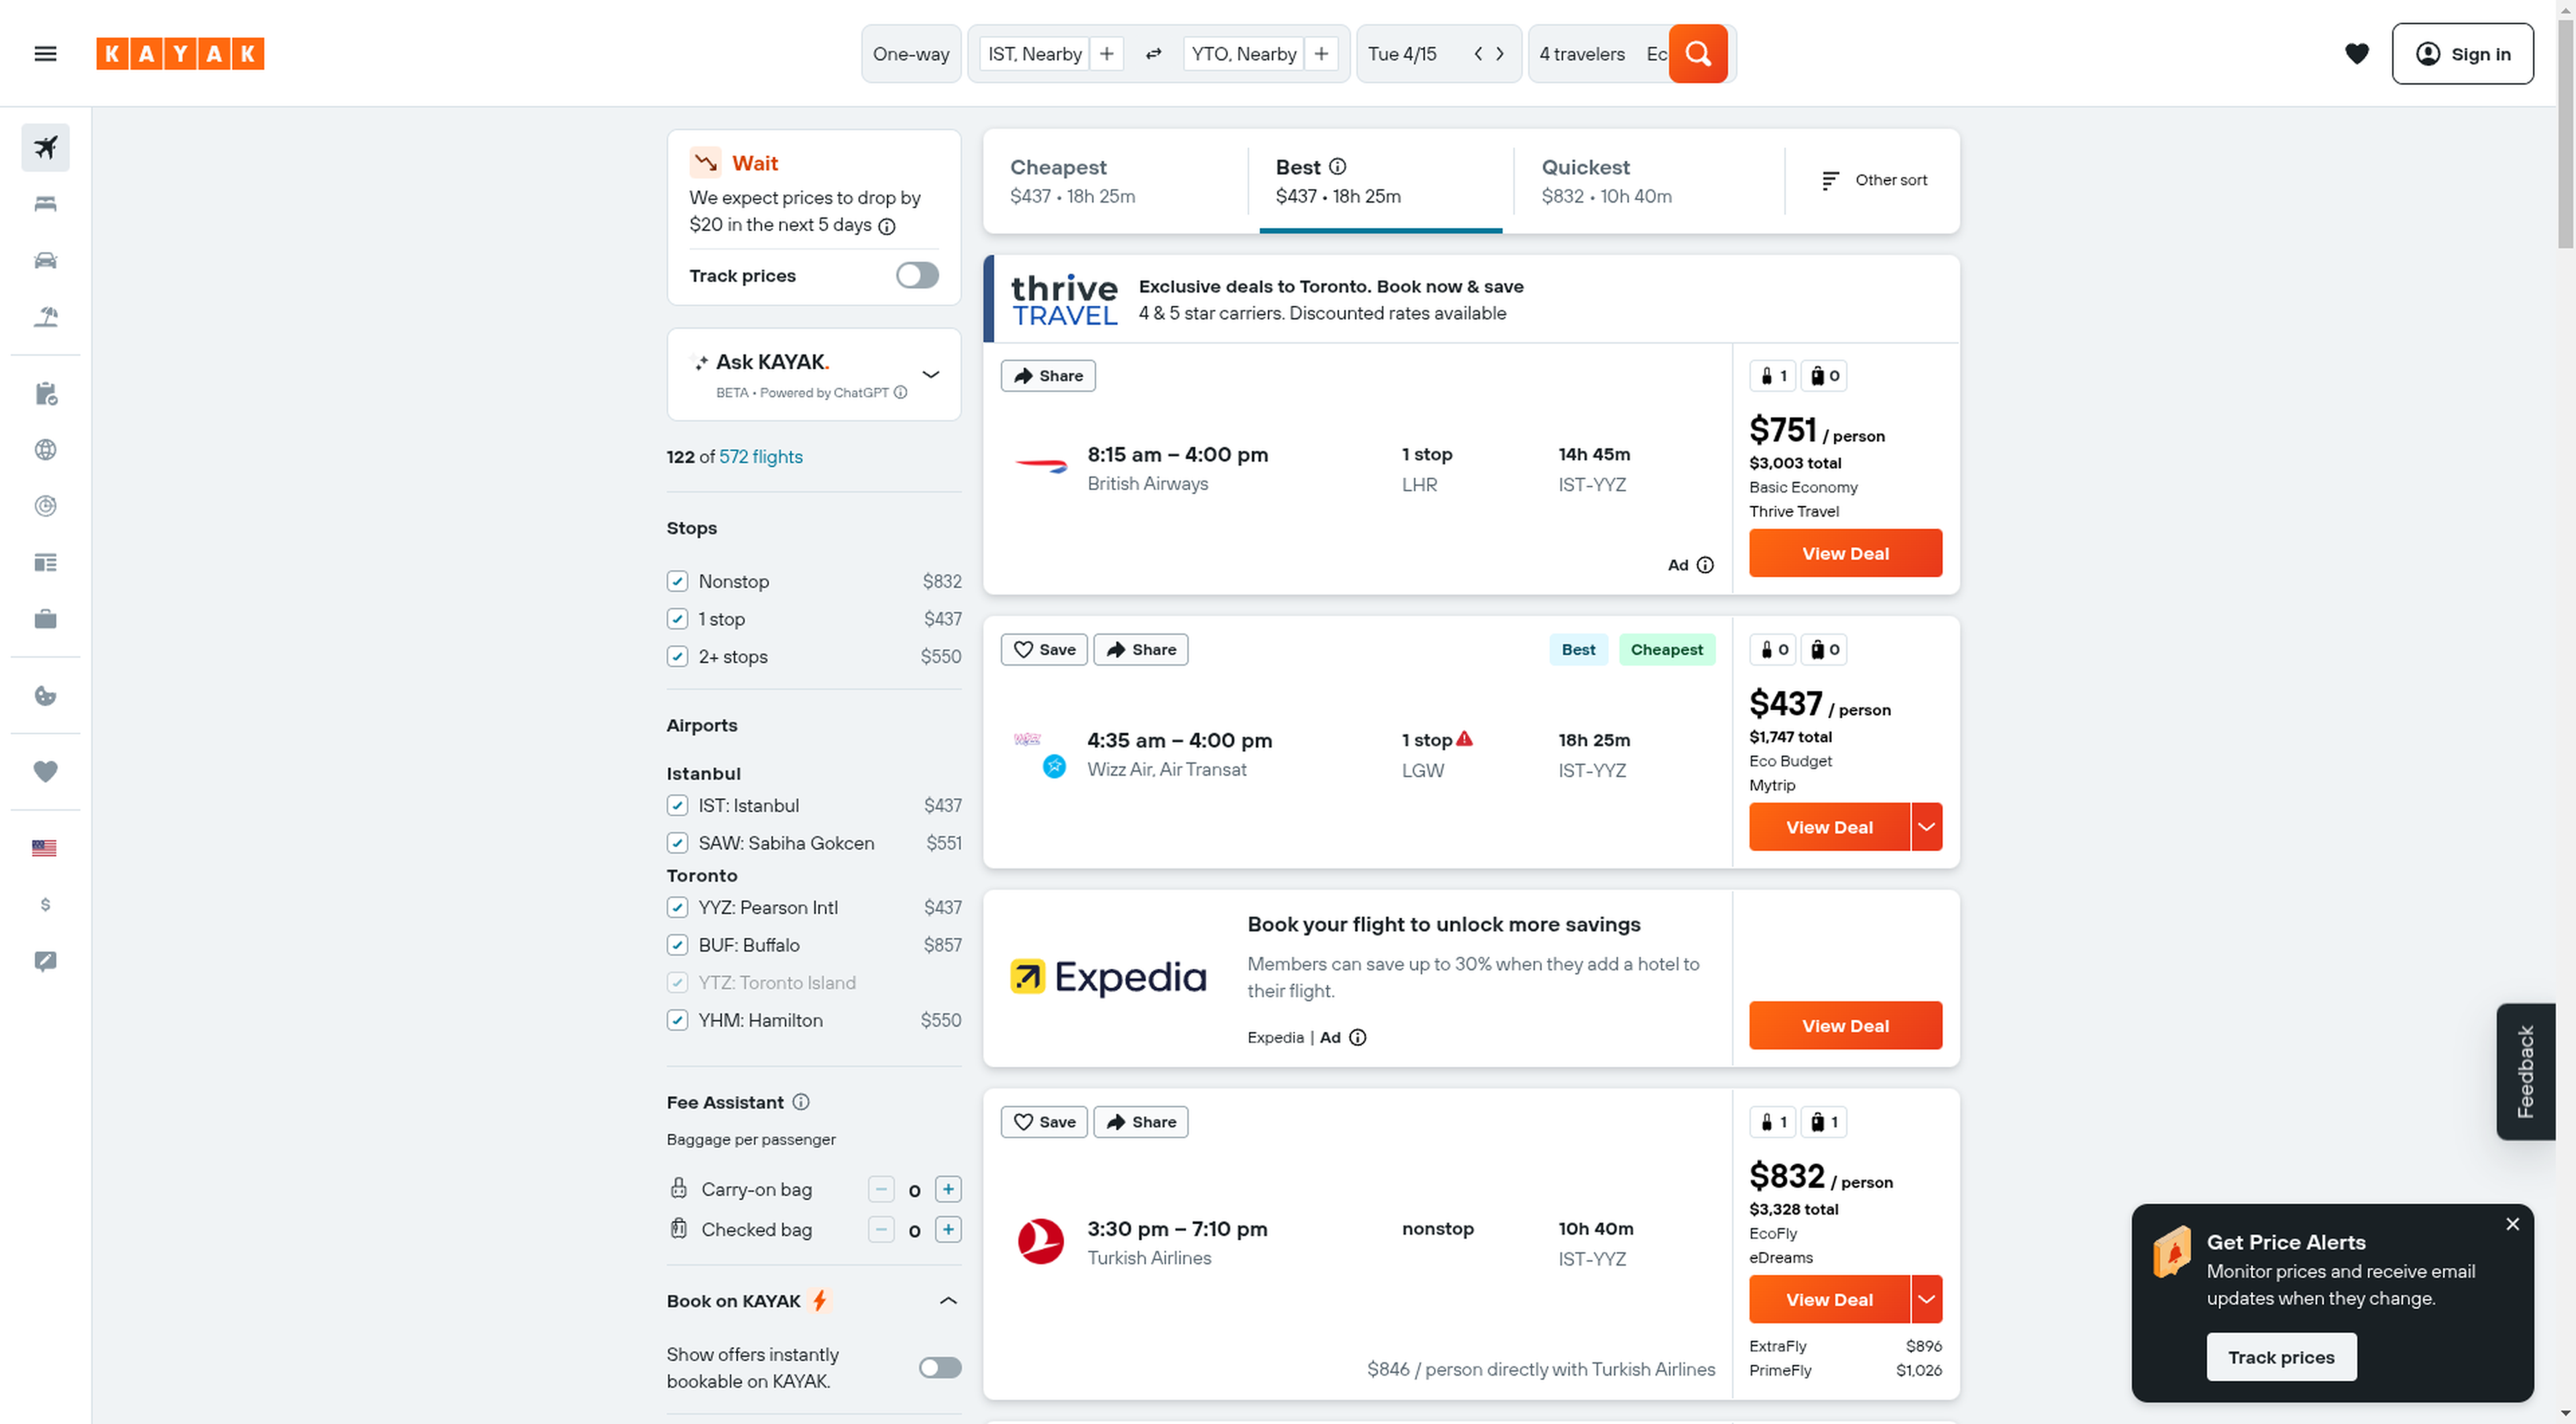 KAYAK
One-way
IST, Nearby
YTO, Nearby
Tue 4/15
4 travelers Ec
Sign in
Wait
We expect prices to drop by
$20 in the next 5 days
Track prices
Ask KAYAK.
BETA • Powered by ChatGPT
122 of 572 flights
Stops
Nonstop $832
1 stop $437
2+ stops $550
Airports
Istanbul
IST: Istanbul $437
SAW: Sabiha Gokcen $551
Toronto
YYZ: Pearson Intl $437
BUF: Buffalo $857
YTZ: Toronto Island
YHM: Hamilton $550
Fee Assistant
Baggage per passenger
Carry-on bag 0
Checked bag 0
Book on KAYAK
Show offers instantly
bookable on KAYAK.
Cheapest
$437 • 18h 25m
Best
$437 • 18h 25m
Quickest
$832 • 10h 40m
Other sort
thrive
TRAVEL
Exclusive deals to Toronto. Book now & save
4 & 5 star carriers. Discounted rates available
Share
8:15 am – 4:00 pm
British Airways
1 stop
LHR
14h 45m
IST-YYZ
Ad
1 0
$751 / person
$3,003 total
Basic Economy
Thrive Travel
View Deal
Save
Share
Best
Cheapest
4:35 am – 4:00 pm
Wizz Air, Air Transat
1 stop
LGW
18h 25m
IST-YYZ
0 0
$437 / person
$1,747 total
Eco Budget
Mytrip
View Deal
Expedia
Book your flight to unlock more savings
Members can save up to 30% when they add a hotel to
their flight.
Expedia | Ad
View Deal
Save
Share
3:30 pm – 7:10 pm
Turkish Airlines
nonstop
10h 40m
IST-YYZ
$846 / person directly with Turkish Airlines
1 1
$832 / person
$3,328 total
EcoFly
eDreams
View Deal
ExtraFly $896
PrimeFly $1,026
Feedback
Get Price Alerts
Monitor prices and receive email
updates when they change.
Track prices